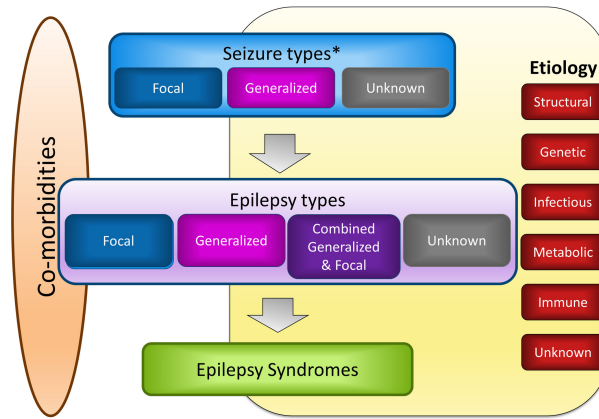 Co-morbidities
Seizure types*
Focal
Generalized
Unknown
Epilepsy types
Focal
Generalized
Combined
Generalized
& Focal
Unknown
Epilepsy Syndromes
Etiology
Structural
Genetic
Infectious
Metabolic
Immune
Unknown